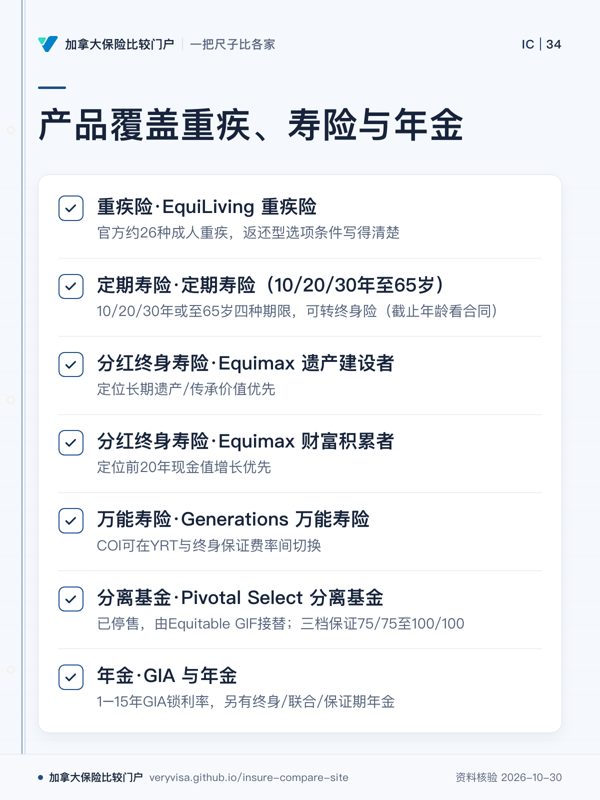 加拿大保险比较门户 | 一把尺子比各家
IC | 34
产品覆盖重疾、寿险与年金
重疾险·EquiLiving 重疾险
官方约26种成人重疾，返还型选项条件写得清楚
定期寿险·定期寿险（10/20/30年至65岁）
10/20/30年或至65岁四种期限，可转终身险（截止年龄看合同）
分红终身寿险·Equimax 遗产建设者
定位长期遗产/传承价值优先
分红终身寿险·Equimax 财富积累者
定位前20年现金值增长优先
万能寿险·Generations 万能寿险
COI可在YRT与终身保证费率间切换
分离基金·Pivotal Select 分离基金
已停售，由Equitable GIF接替；三档保证75/75至100/100
年金·GIA 与年金
1–15年GIA锁利率，另有终身/联合/保证期年金
加拿大保险比较门户 veryvisa.github.io/insure-compare-site
资料核验 2026-10-30